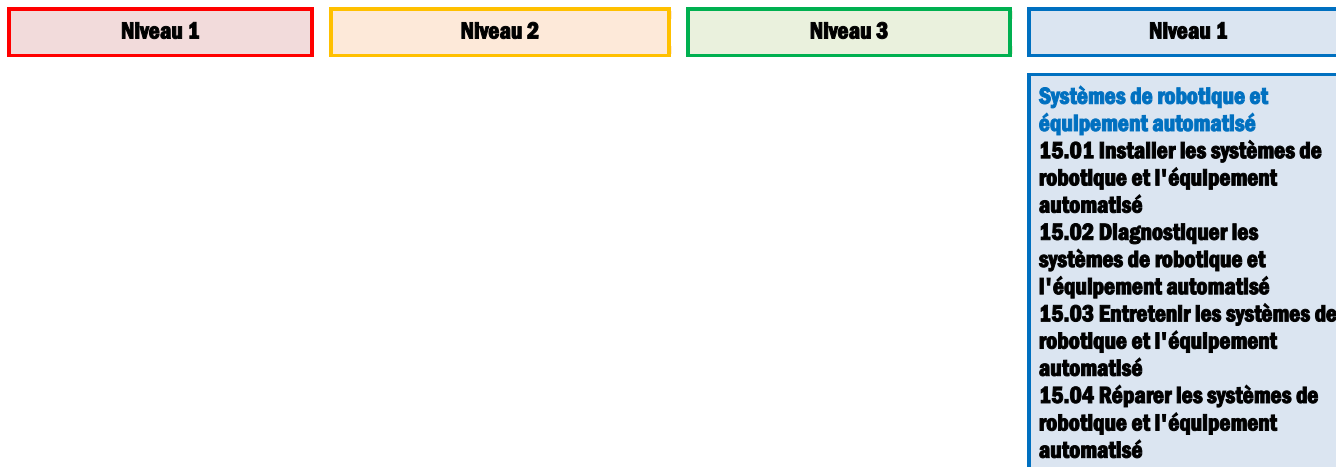 Niveau 1
Niveau 2
Niveau 3
Niveau 1
Systèmes de robotique et
équipement automatisé
15.01 Installer les systèmes de
robotique et l'équipement
automatisé
15.02 Diagnostiquer les
systèmes de robotique et
l'équipement automatisé
15.03 Entretenir les systèmes de
robotique et l'équipement
automatisé
15.04 Réparer les systèmes de
robotique et l'équipement
automatisé